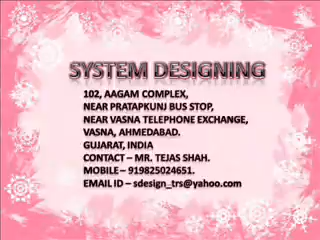 SYSTEM DESIGNING
102, AAGAM COMPLEX,
NEAR PRATAPKUNJ BUS STOP,
NEAR VASNA TELEPHONE EXCHANGE,
VASNA, AHMEDABAD.
GUJARAT, INDIA
CONTACT – MR. TEJAS SHAH.
MOBILE – 919825024651.
EMAIL ID – sdesign_trs@yahoo.com